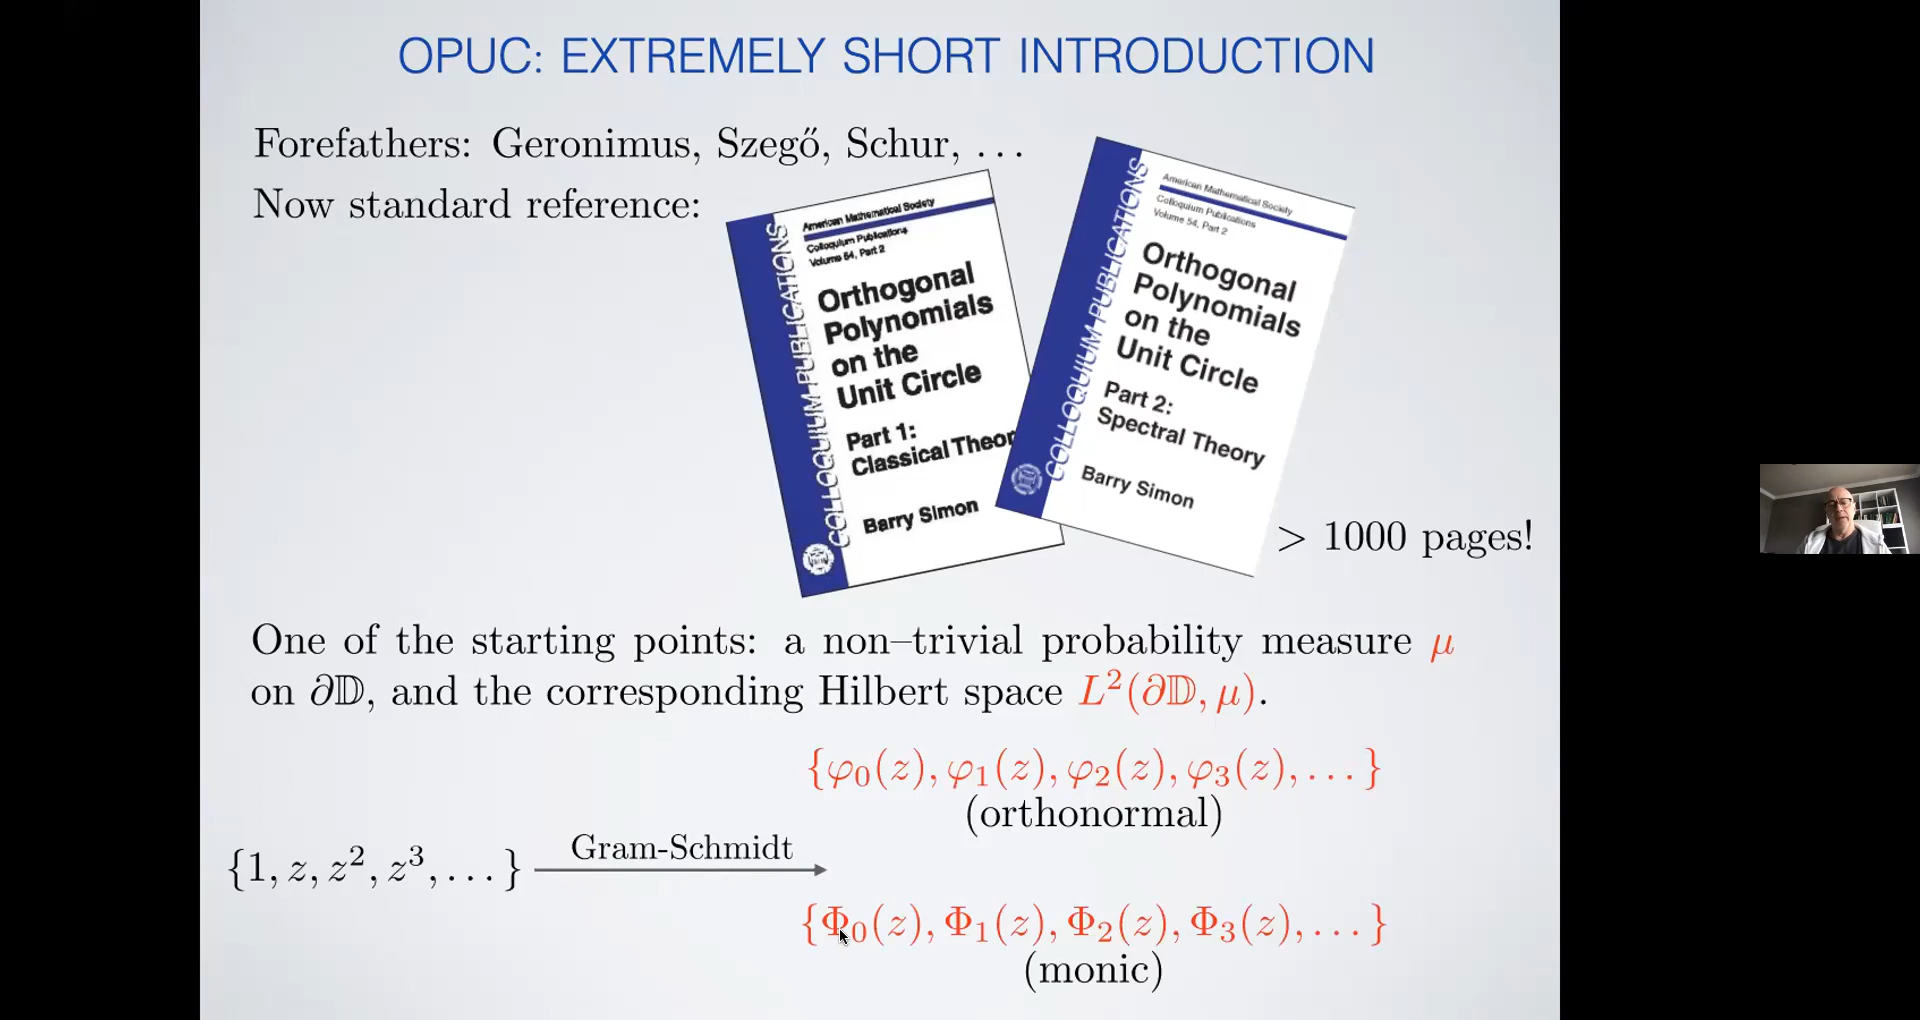 OPUC: EXTREMELY SHORT INTRODUCTION
Forefathers: Geronimus, Szegő, Schur, …
Now standard reference:
COLLOQUIUM PUBLICATIONS
American Mathematical Society
Colloquium Publications
Volume 54, Part 2
Orthogonal
Polynomials
on the
Unit Circle
Part 1:
Classical Theor
Barry Simon
COLLOQUIUM PUBLICATIONS
American Mathematical Society
Colloquium Publications
Volume 54, Part 2
Orthogonal
Polynomials
on the
Unit Circle
Part 2:
Spectral Theory
Barry Simon
> 1000 pages!
One of the starting points: a non–trivial probability measure μ
on ∂𝔻, and the corresponding Hilbert space L²(∂𝔻, μ).
{φ₀(z), φ₁(z), φ₂(z), φ₃(z), … }
(orthonormal)
{1, z, z², z³, … }
Gram-Schmidt
{Φ₀(z), Φ₁(z), Φ₂(z), Φ₃(z), … }
(monic)